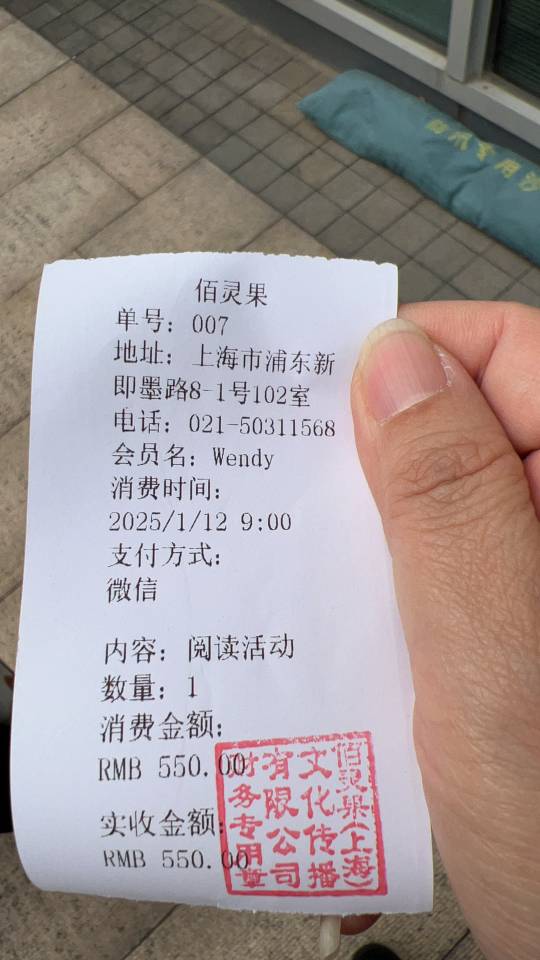 佰灵果
单号：007
地址：上海市浦东新
即墨路8-1号102室
电话：021-50311568
会员名：Wendy
消费时间：
2025/1/12 9:00
支付方式：
微信
内容：阅读活动
数量：1
消费金额：
RMB 550.00
实收金额：
RMB 550.00
佰灵果(上海)
文化传播
有限公司
财务专用章